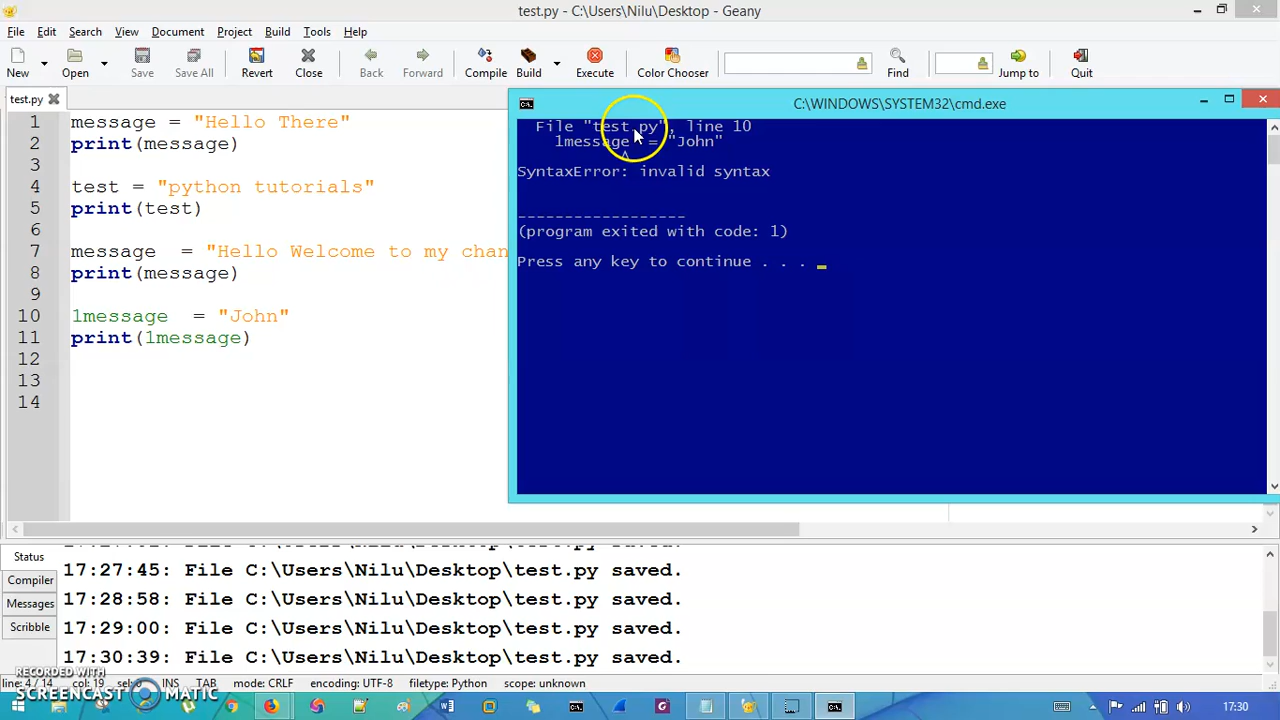 test.py - C:\Users\Nilu\Desktop - Geany
File Edit Search View Document Project Build Tools Help
New Open Save Save All Revert Close Back Forward Compile Build Execute Color Chooser Find Jump to Quit
test.py
C:\WINDOWS\SYSTEM32\cmd.exe
1 message = "Hello There"
2 print(message)
3
4 test = "python tutorials"
5 print(test)
6
7 message = "Hello Welcome to my chan
8 print(message)
9
10 1message = "John"
11 print(1message)
12
13
14
File "test.py", line 10
1message = "John"
^
SyntaxError: invalid syntax
------------------
(program exited with code: 1)
Press any key to continue . . .
Status
Compiler
Messages
Scribble
17:27:45: File C:\Users\Nilu\Desktop\test.py saved.
17:28:58: File C:\Users\Nilu\Desktop\test.py saved.
17:29:00: File C:\Users\Nilu\Desktop\test.py saved.
17:30:39: File C:\Users\Nilu\Desktop\test.py saved.
RECORDED WITH
SCREENCAST MATIC
line: 4 / 14 col: 19 sel: 0 INS TAB mode: CRLF encoding: UTF-8 filetype: Python scope: unknown
17:30